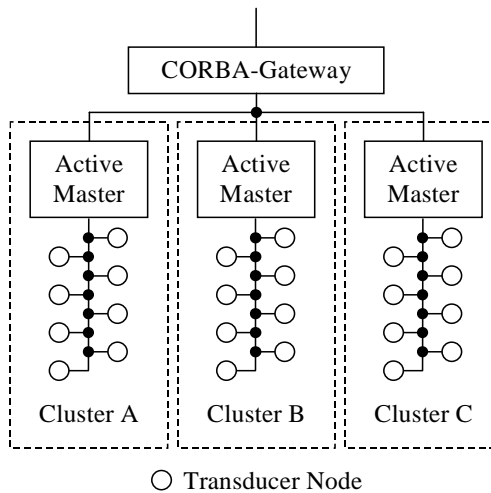 CORBA-Gateway
Active
Master
Active
Master
Active
Master
Cluster A
Cluster B
Cluster C
Transducer Node